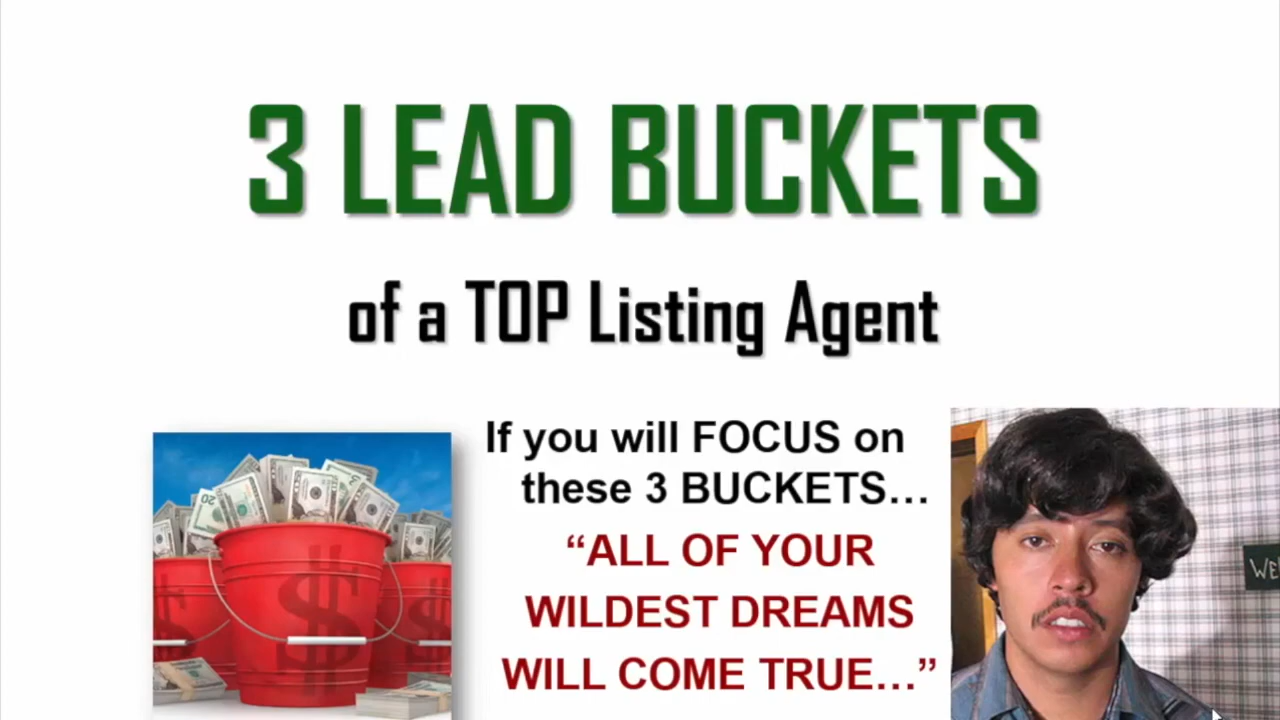 3 LEAD BUCKETS
of a TOP Listing Agent
If you will FOCUS on
these 3 BUCKETS…
“ALL OF YOUR
WILDEST DREAMS
WILL COME TRUE…”